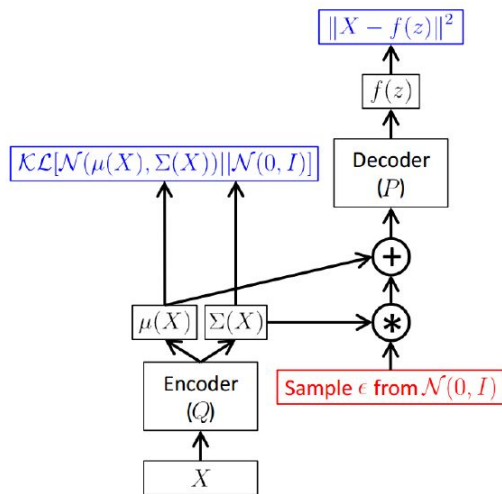 ‖X − f(z)‖²
f(z)
𝒦ℒ[𝒩(μ(X), Σ(X))||𝒩(0, I)]
Decoder
(P)
+
μ(X) Σ(X)
*
Encoder
(Q)
Sample ϵ from 𝒩(0, I)
X